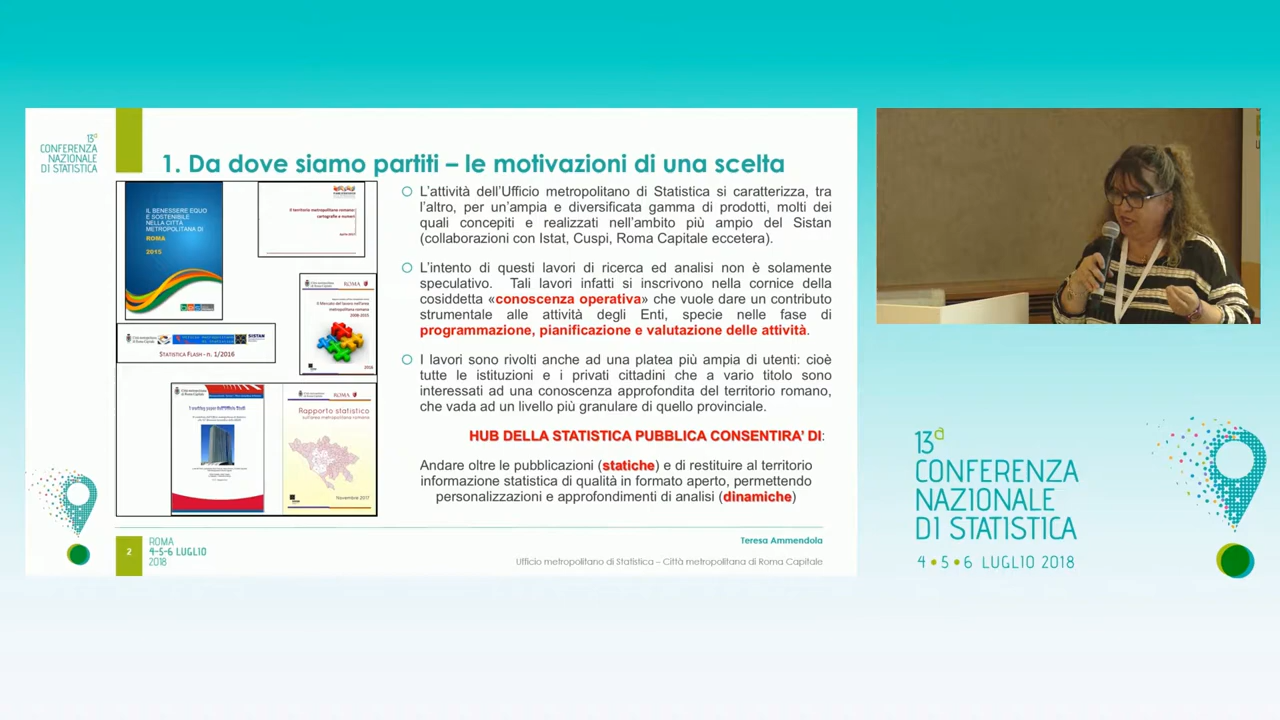 13ª
CONFERENZA
NAZIONALE
DI STATISTICA
1. Da dove siamo partiti – le motivazioni di una scelta
IL BENESSERE EQUO
E SOSTENIBILE
NELLA CITTÀ
METROPOLITANA DI
ROMA
2015
Il territorio metropolitano romano:
cartografie e numeri
ROMA
Il Mercato del lavoro nell'area
metropolitana romana
2016
SISTAN
STATISTICA FLASH - n. 1/2016
I working paper dell'Ufficio Studi
ROMA
Rapporto statistico
sull'area metropolitana romana
Novembre 2017
L'attività dell'Ufficio metropolitano di Statistica si caratterizza, tra
l'altro, per un'ampia e diversificata gamma di prodotti, molti dei
quali concepiti e realizzati nell'ambito più ampio del Sistan
(collaborazioni con Istat, Cuspi, Roma Capitale eccetera).
L'intento di questi lavori di ricerca ed analisi non è solamente
speculativo. Tali lavori infatti si inscrivono nella cornice della
cosiddetta «conoscenza operativa» che vuole dare un contributo
strumentale alle attività degli Enti, specie nelle fase di
programmazione, pianificazione e valutazione delle attività.
I lavori sono rivolti anche ad una platea più ampia di utenti: cioè
tutte le istituzioni e i privati cittadini che a vario titolo sono
interessati ad una conoscenza approfondita del territorio romano,
che vada ad un livello più granulare di quello provinciale.
HUB DELLA STATISTICA PUBBLICA CONSENTIRA' DI:
Andare oltre le pubblicazioni (statiche) e di restituire al territorio
informazione statistica di qualità in formato aperto, permettendo
personalizzazioni e approfondimenti di analisi (dinamiche)
2
ROMA
4-5-6 LUGLIO
2018
Teresa Ammendola
Ufficio metropolitano di Statistica – Città metropolitana di Roma Capitale
13ª
CONFERENZA
NAZIONALE
DI STATISTICA
4 • 5 • 6 LUGLIO 2018